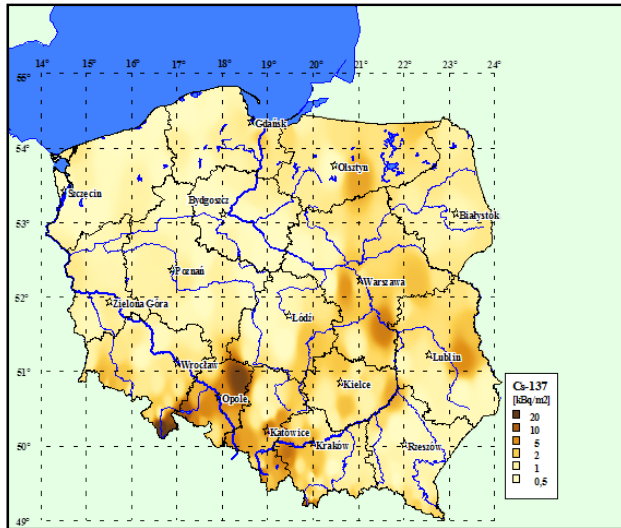 14° 15° 16° 17° 18° 19° 20° 21° 22° 23° 24°
55°
Gdańsk
54°
Olsztyn
Szczecin
Bydgoszcz
Białystok
53°
Poznań
Warszawa
52°
Zielona Góra
Łódź
Lublin
51°
Wrocław
Kielce
Opole
Katowice
50°
Kraków
Rzeszów
49°
Cs-137
[kBq/m2]
20
10
5
2
1
0,5